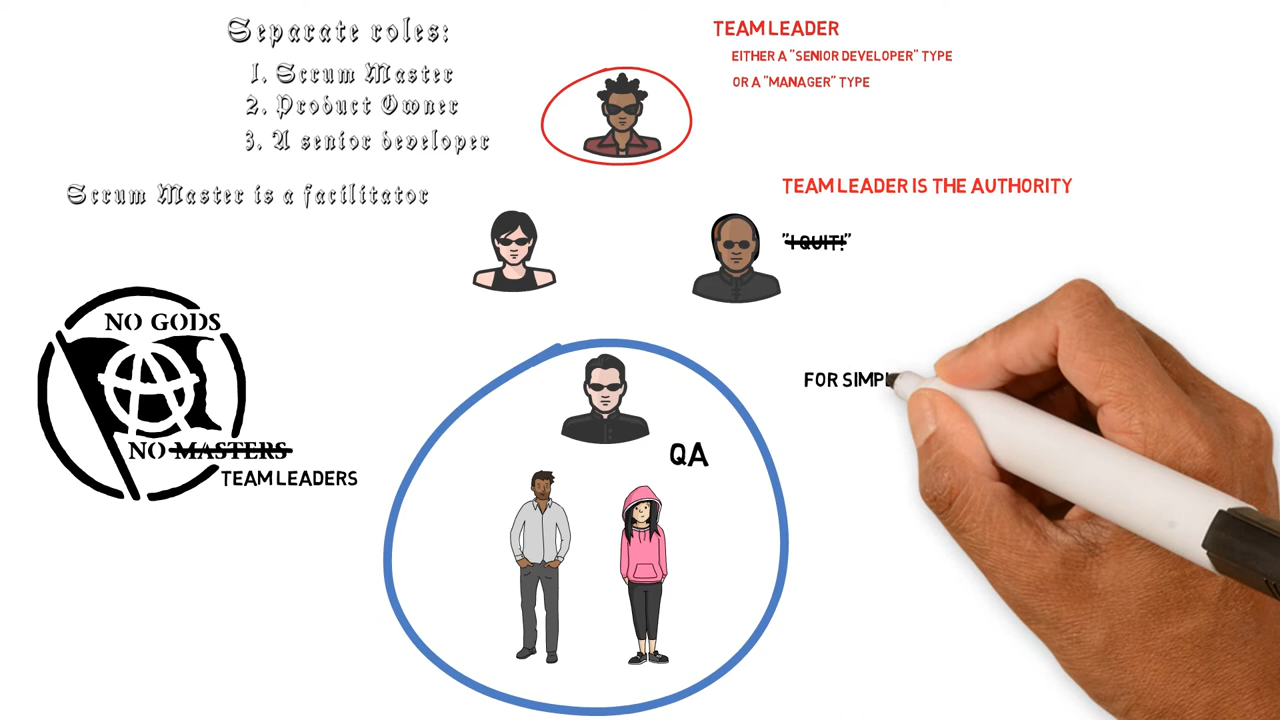 Separate roles:
1. Scrum Master
2. Product Owner
3. A senior developer
Scrum Master is a facilitator
TEAM LEADER
EITHER A "SENIOR DEVELOPER" TYPE
OR A "MANAGER" TYPE
TEAM LEADER IS THE AUTHORITY
"I QUIT!"
NO GODS
NO MASTERS
TEAM LEADERS
FOR SIMPL
QA